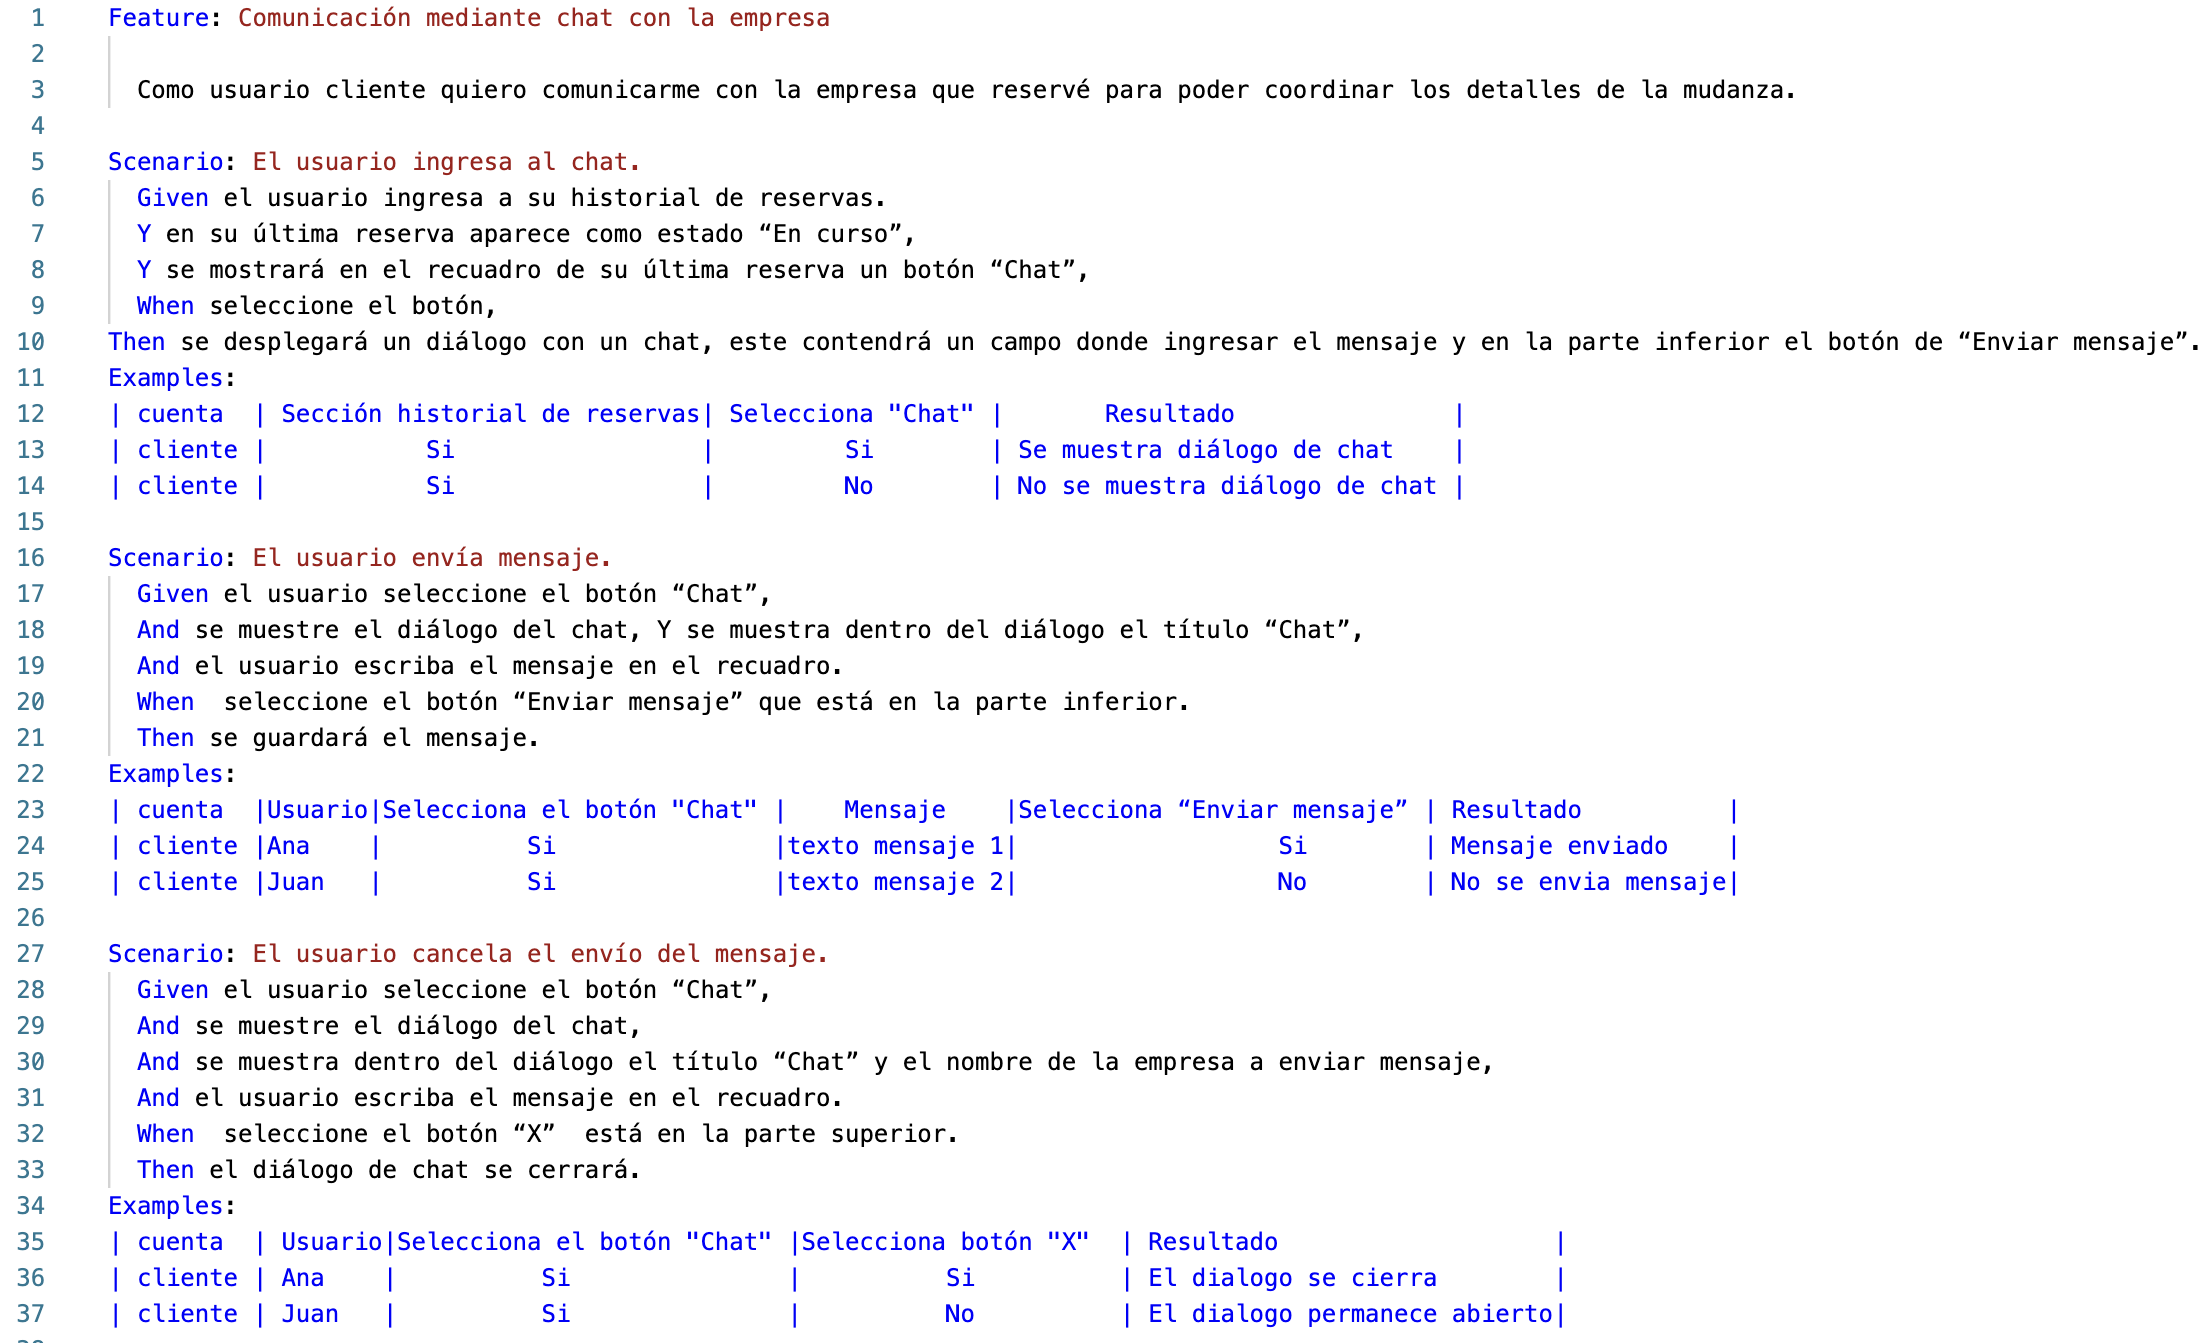 1 Feature: Comunicación mediante chat con la empresa
2
3 Como usuario cliente quiero comunicarme con la empresa que reservé para poder coordinar los detalles de la mudanza.
4
5 Scenario: El usuario ingresa al chat.
6 Given el usuario ingresa a su historial de reservas.
7 Y en su última reserva aparece como estado “En curso”,
8 Y se mostrará en el recuadro de su última reserva un botón “Chat”,
9 When seleccione el botón,
10 Then se desplegará un diálogo con un chat, este contendrá un campo donde ingresar el mensaje y en la parte inferior el botón de “Enviar mensaje”.
11 Examples:
12 | cuenta | Sección historial de reservas| Selecciona "Chat" | Resultado |
13 | cliente | Si | Si | Se muestra diálogo de chat |
14 | cliente | Si | No | No se muestra diálogo de chat |
15
16 Scenario: El usuario envía mensaje.
17 Given el usuario seleccione el botón “Chat”,
18 And se muestre el diálogo del chat, Y se muestra dentro del diálogo el título “Chat”,
19 And el usuario escriba el mensaje en el recuadro.
20 When seleccione el botón “Enviar mensaje” que está en la parte inferior.
21 Then se guardará el mensaje.
22 Examples:
23 | cuenta |Usuario|Selecciona el botón "Chat" | Mensaje |Selecciona “Enviar mensaje” | Resultado |
24 | cliente |Ana | Si |texto mensaje 1| Si | Mensaje enviado |
25 | cliente |Juan | Si |texto mensaje 2| No | No se envia mensaje|
26
27 Scenario: El usuario cancela el envío del mensaje.
28 Given el usuario seleccione el botón “Chat”,
29 And se muestre el diálogo del chat,
30 And se muestra dentro del diálogo el título “Chat” y el nombre de la empresa a enviar mensaje,
31 And el usuario escriba el mensaje en el recuadro.
32 When seleccione el botón “X” está en la parte superior.
33 Then el diálogo de chat se cerrará.
34 Examples:
35 | cuenta | Usuario|Selecciona el botón "Chat" |Selecciona botón "X" | Resultado |
36 | cliente | Ana | Si | Si | El dialogo se cierra |
37 | cliente | Juan | Si | No | El dialogo permanece abierto|